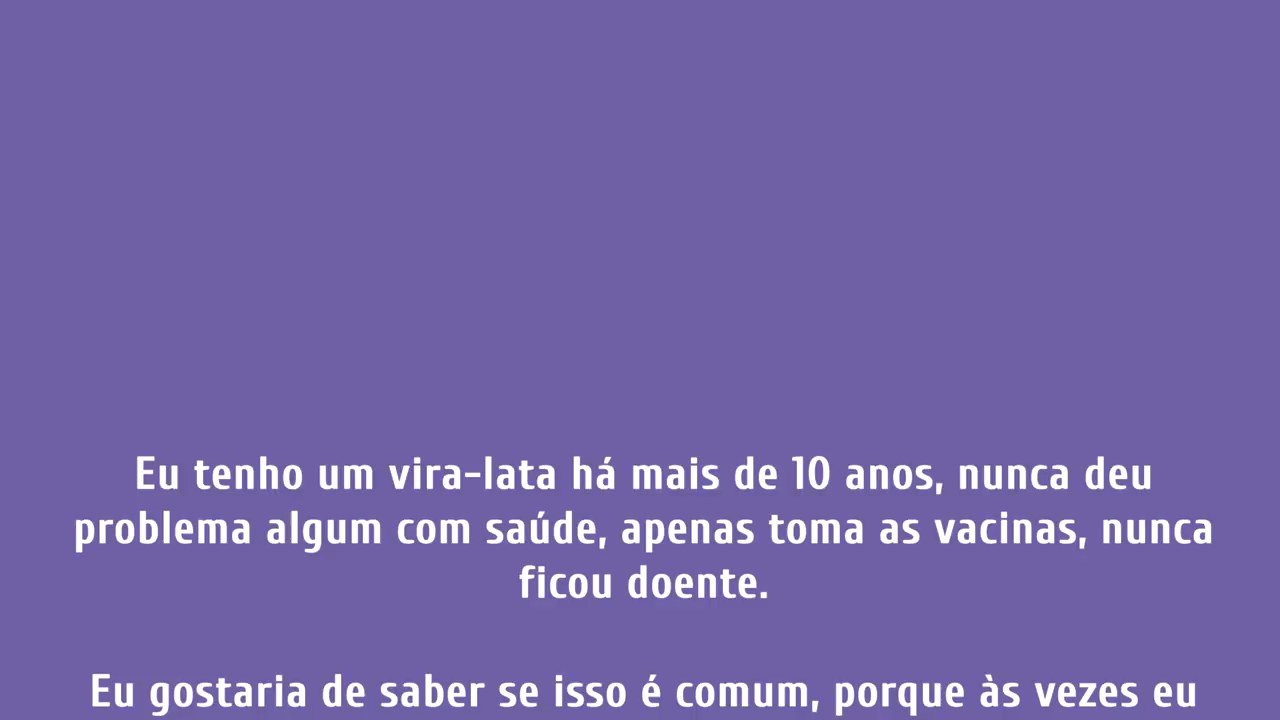 Eu tenho um vira-lata há mais de 10 anos, nunca deu
problema algum com saúde, apenas toma as vacinas, nunca
ficou doente.
Eu gostaria de saber se isso é comum, porque às vezes eu